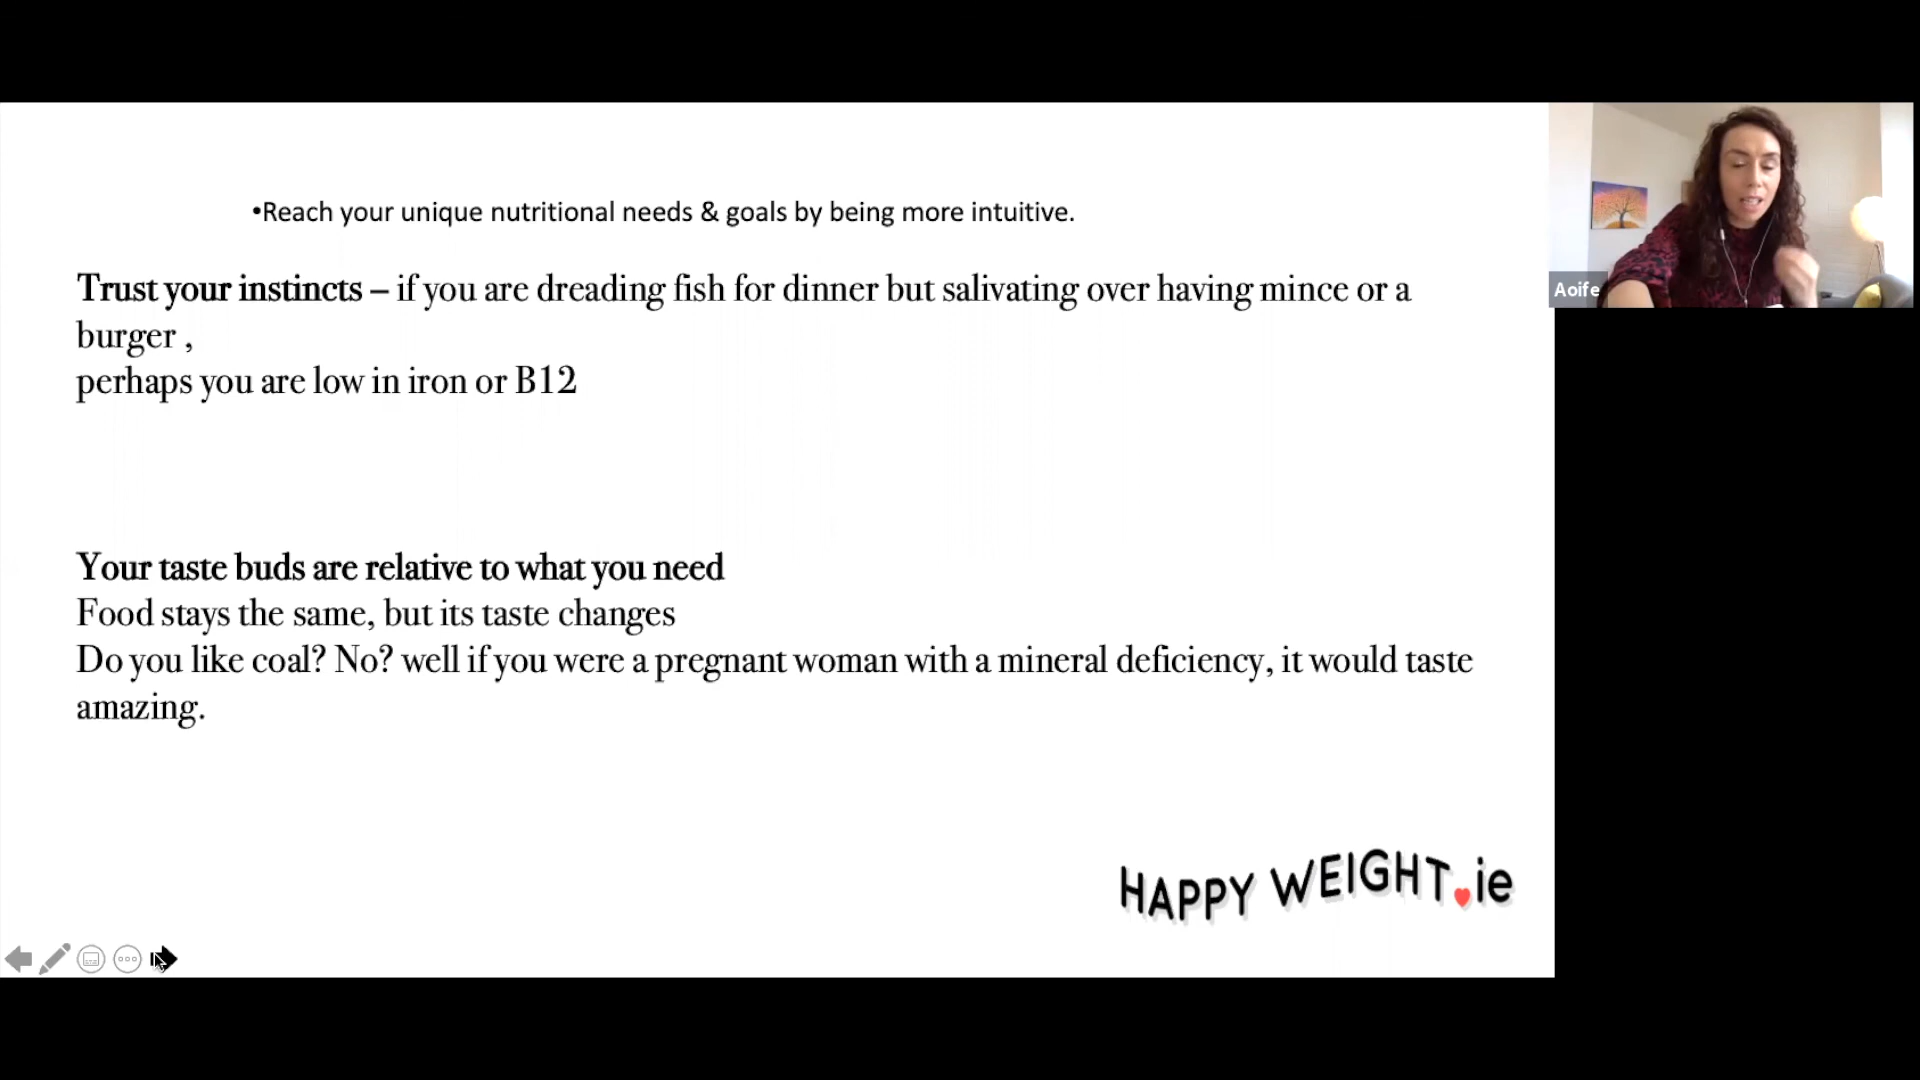 •Reach your unique nutritional needs & goals by being more intuitive.
Trust your instincts – if you are dreading fish for dinner but salivating over having mince or a
burger ,
perhaps you are low in iron or B12
Your taste buds are relative to what you need
Food stays the same, but its taste changes
Do you like coal? No? well if you were a pregnant woman with a mineral deficiency, it would taste
amazing.
HAPPY WEIGHT.ie
Aoife